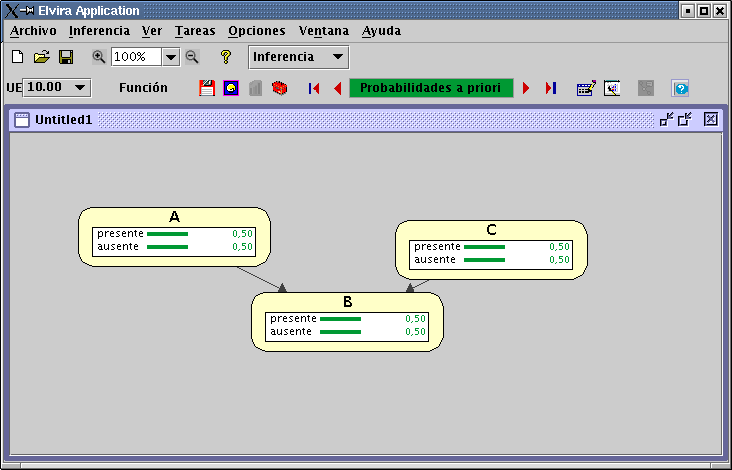 Elvira Application
Archivo Inferencia Ver Tareas Opciones Ventana Ayuda
100% Inferencia
UE 10.00 Función Probabilidades a priori
Untitled1
A
presente 0,50
ausente 0,50
C
presente 0,50
ausente 0,50
B
presente 0,50
ausente 0,50